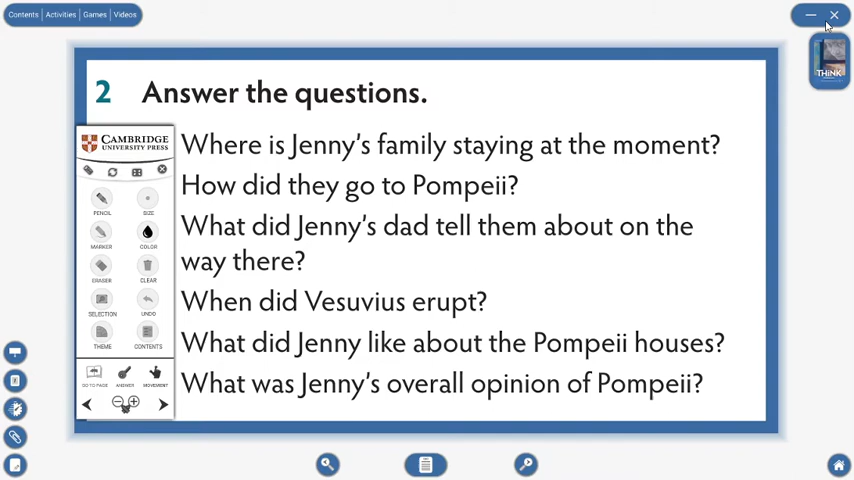 Contents Activities Games Videos
THiNK
2 Answer the questions.
CAMBRIDGE
UNIVERSITY PRESS
Where is Jenny's family staying at the moment?
How did they go to Pompeii?
What did Jenny's dad tell them about on the
way there?
When did Vesuvius erupt?
What did Jenny like about the Pompeii houses?
What was Jenny's overall opinion of Pompeii?
PENCIL SIZE
MARKER COLOR
ERASER CLEAR
SELECTION UNDO
THEME CONTENTS
GO TO PAGE ANSWER MOVEMENT